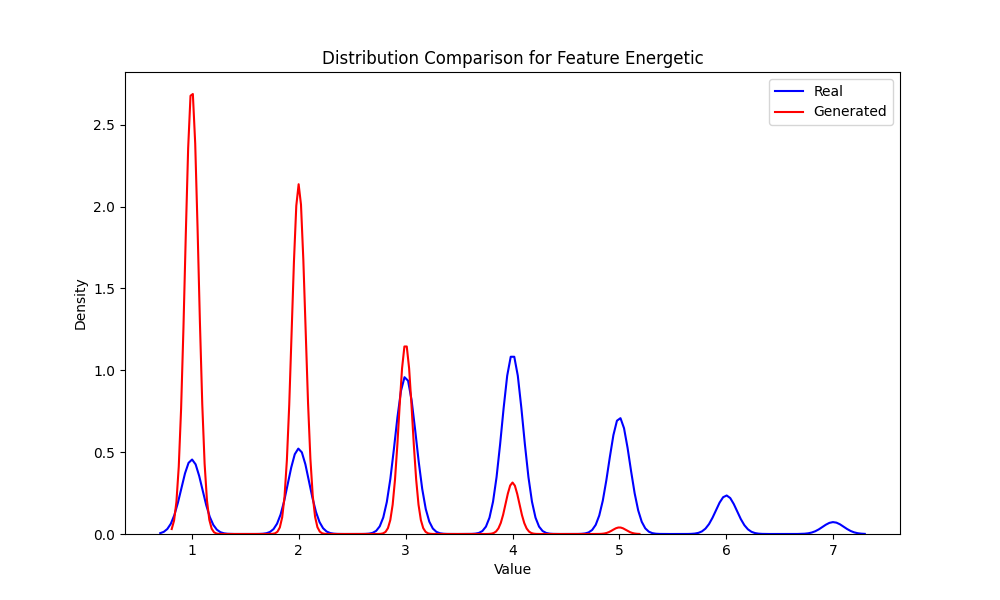 Distribution Comparison for Feature Energetic
Real
Generated
Density
2.5
2.0
1.5
1.0
0.5
0.0
1 2 3 4 5 6 7
Value